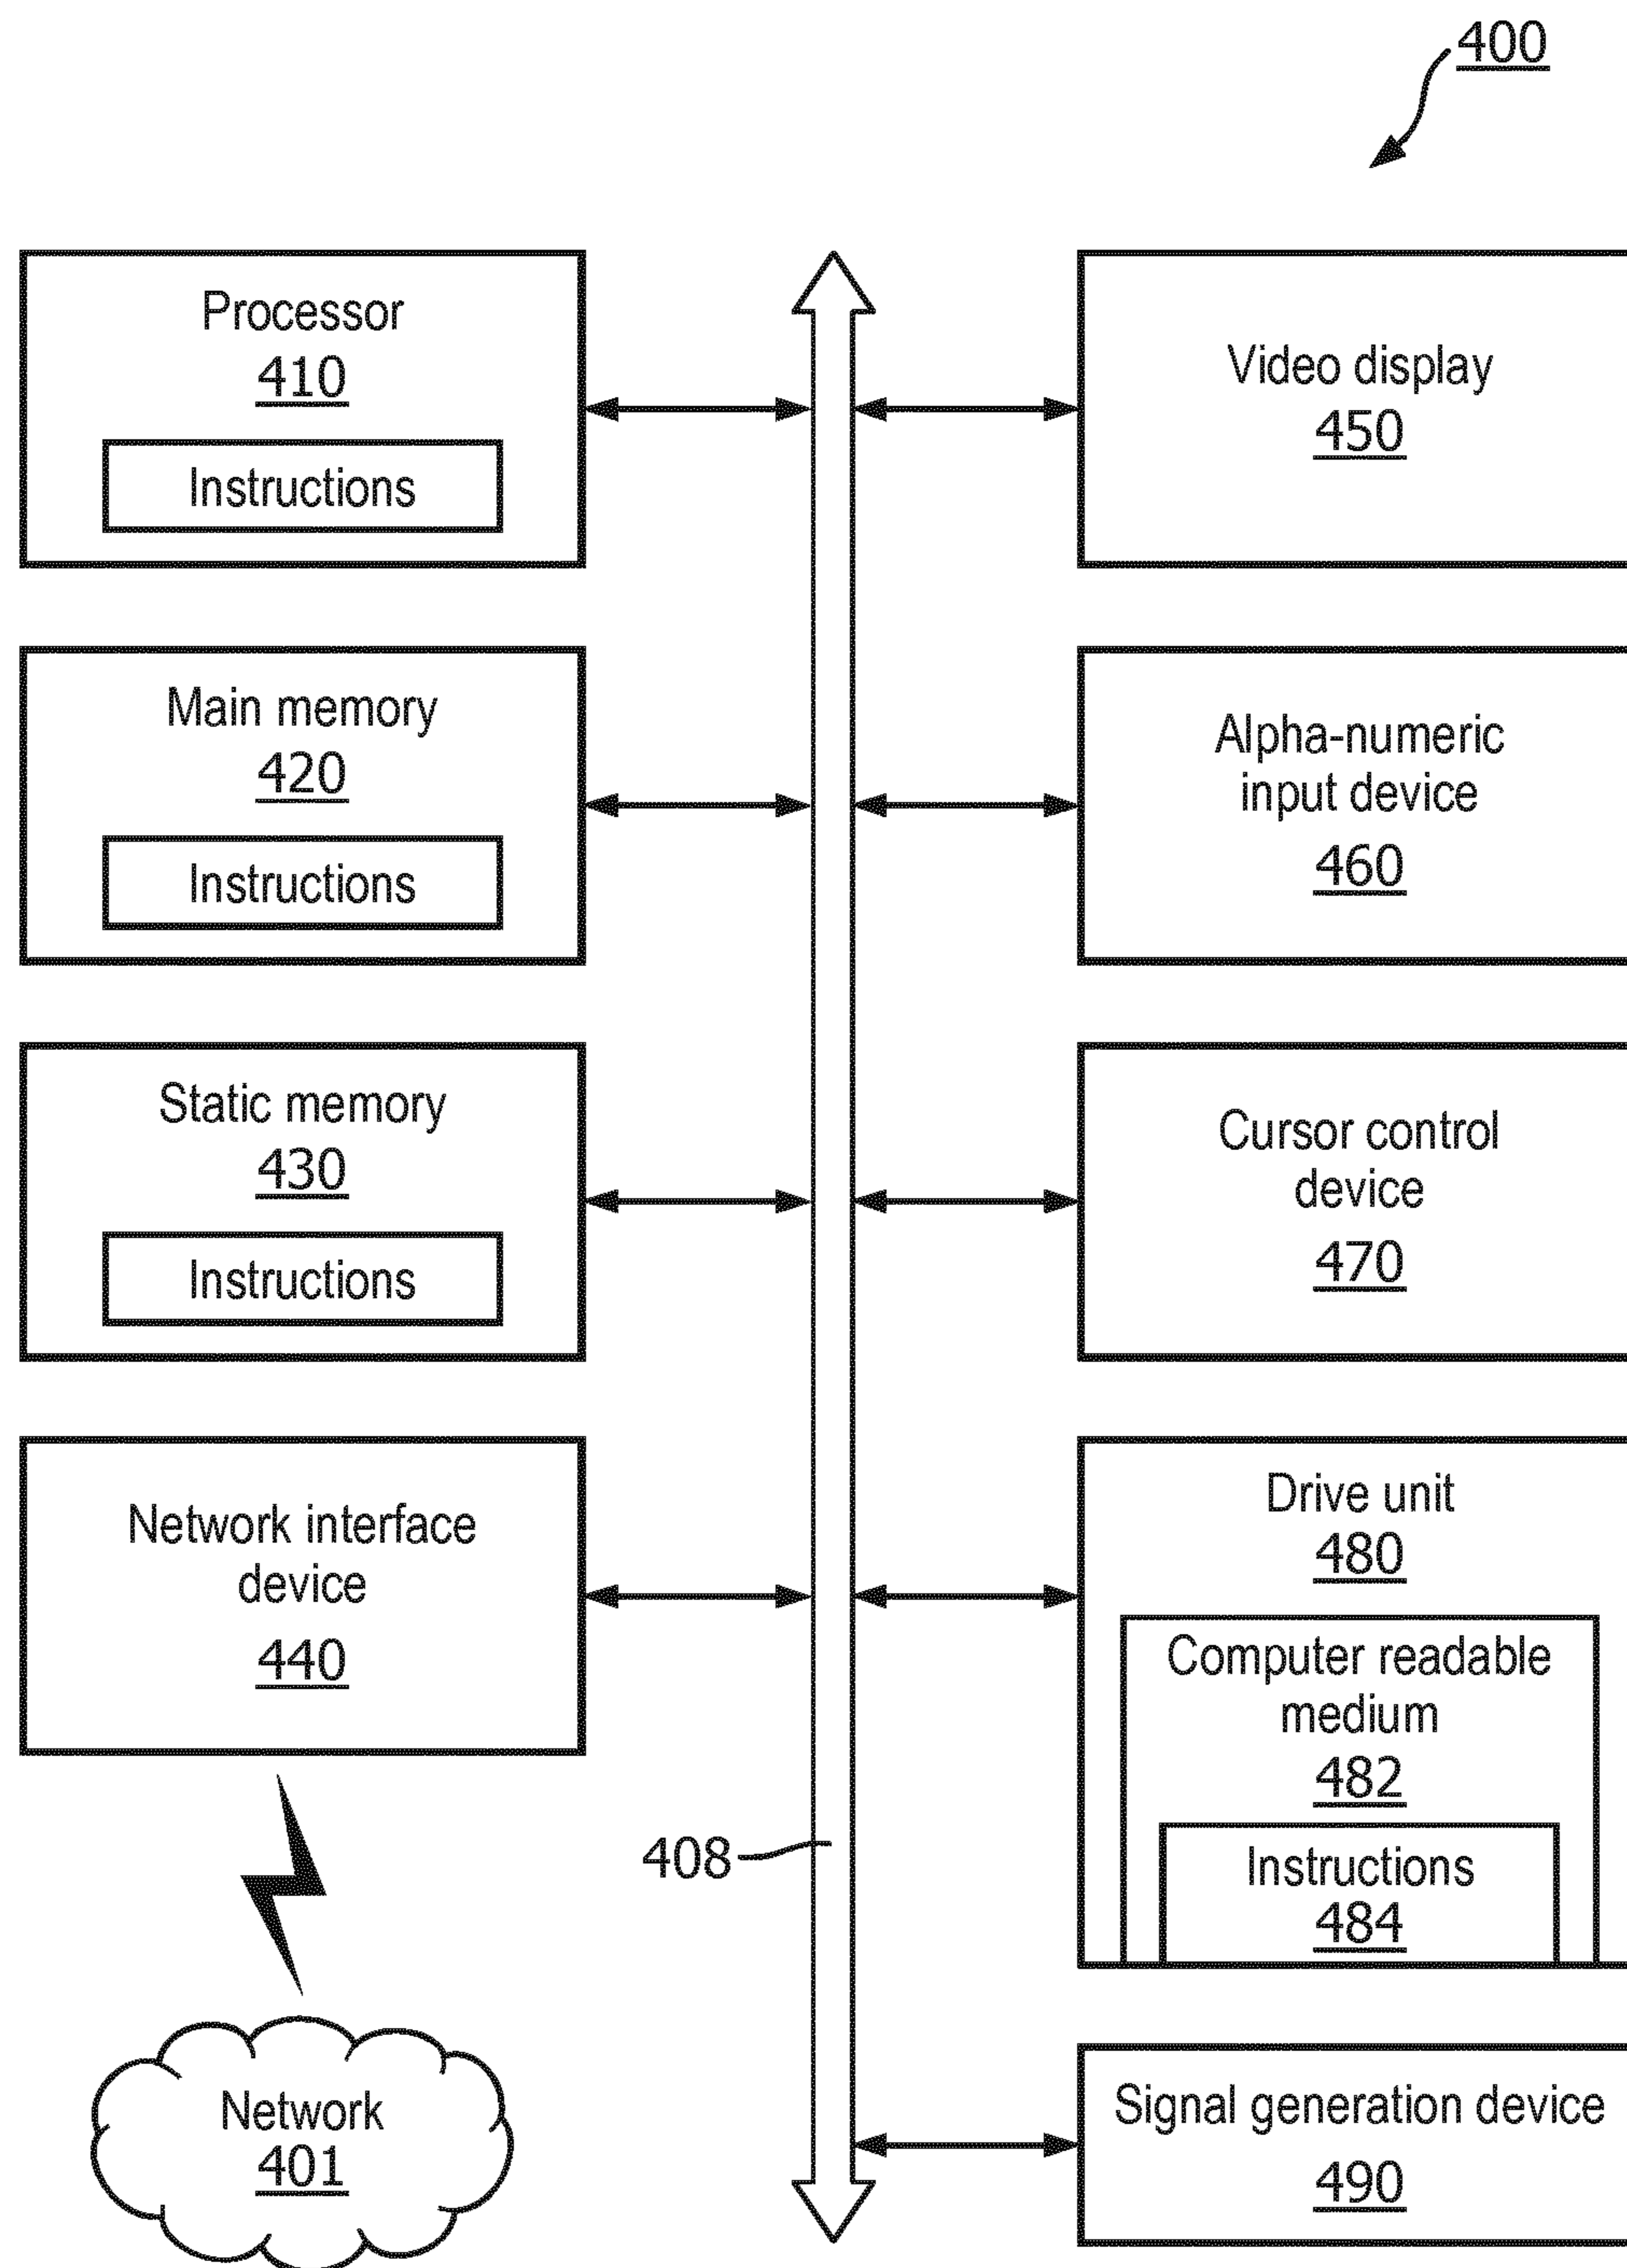 400
Processor
410
Instructions
Main memory
420
Instructions
Static memory
430
Instructions
Network interface
device
440
Network
401
408
Video display
450
Alpha-numeric
input device
460
Cursor control
device
470
Drive unit
480
Computer readable
medium
482
Instructions
484
Signal generation device
490